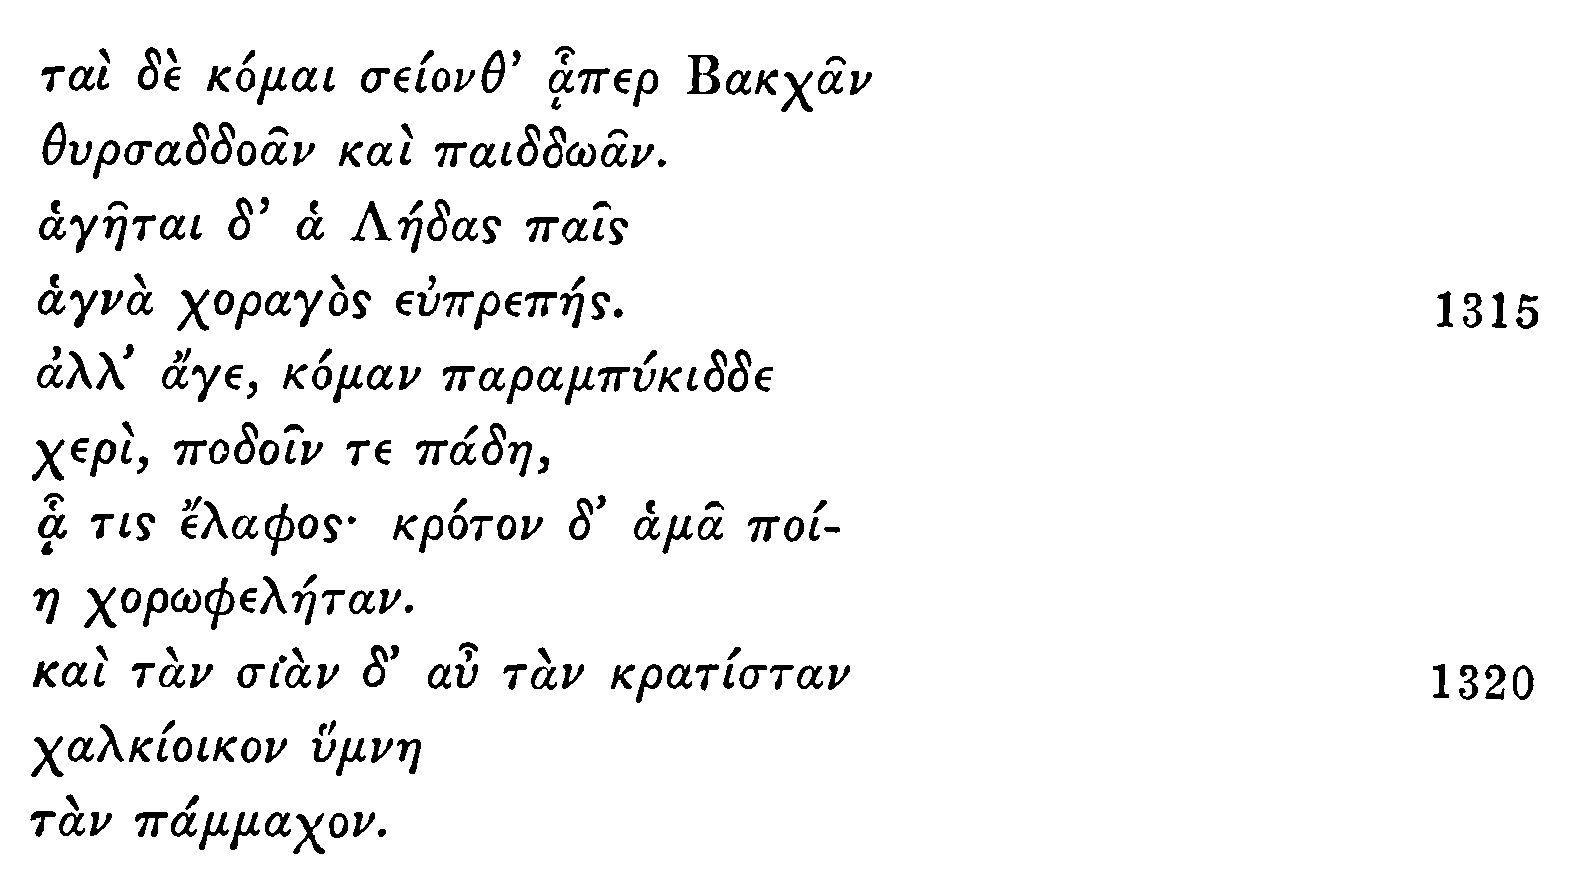 ταὶ δὲ κόμαι σείονθ’ ᾇπερ Βακχᾶν
θυρσαδδοᾶν καὶ παιδδωᾶν.
ἁγῆται δ’ ἁ Λήδας παῖς
ἁγνὰ χοραγὸς εὐπρεπής. 1315
ἀλλ’ ἄγε, κόμαν παραμπύκιδδε
χερὶ, ποδοῖν τε πάδη,
ᾇ τις ἔλαφος· κρότον δ’ ἁμᾶ ποί-
η χορωφελήταν.
καὶ τὰν σιὰν δ’ αὖ τὰν κρατίσταν 1320
χαλκίοικον ὕμνη
τὰν πάμμαχον.